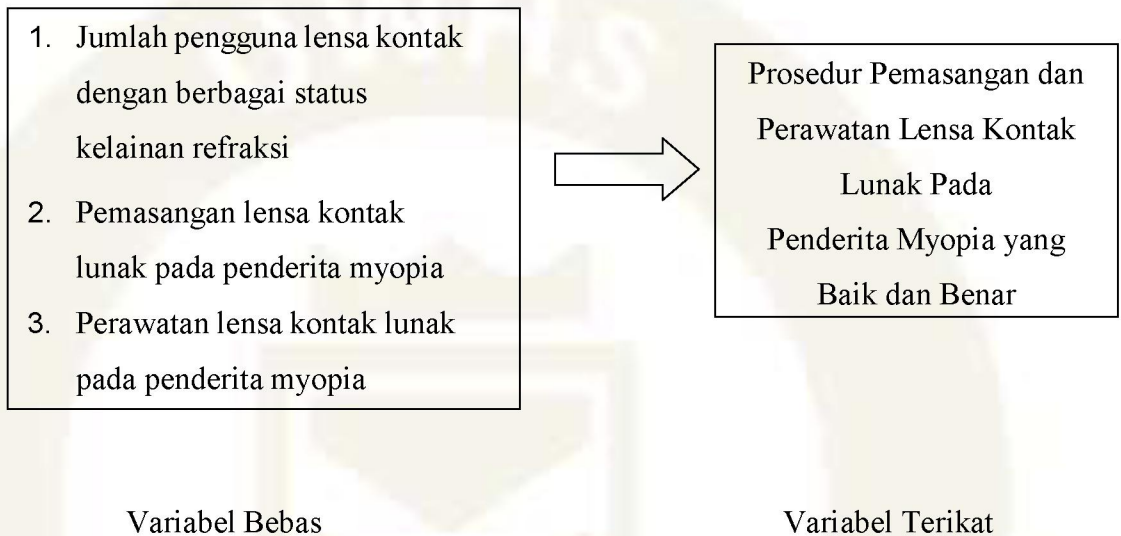 1. Jumlah pengguna lensa kontak
dengan berbagai status
kelainan refraksi
2. Pemasangan lensa kontak
lunak pada penderita myopia
3. Perawatan lensa kontak lunak
pada penderita myopia
Prosedur Pemasangan dan
Perawatan Lensa Kontak
Lunak Pada
Penderita Myopia yang
Baik dan Benar
Variabel Bebas
Variabel Terikat